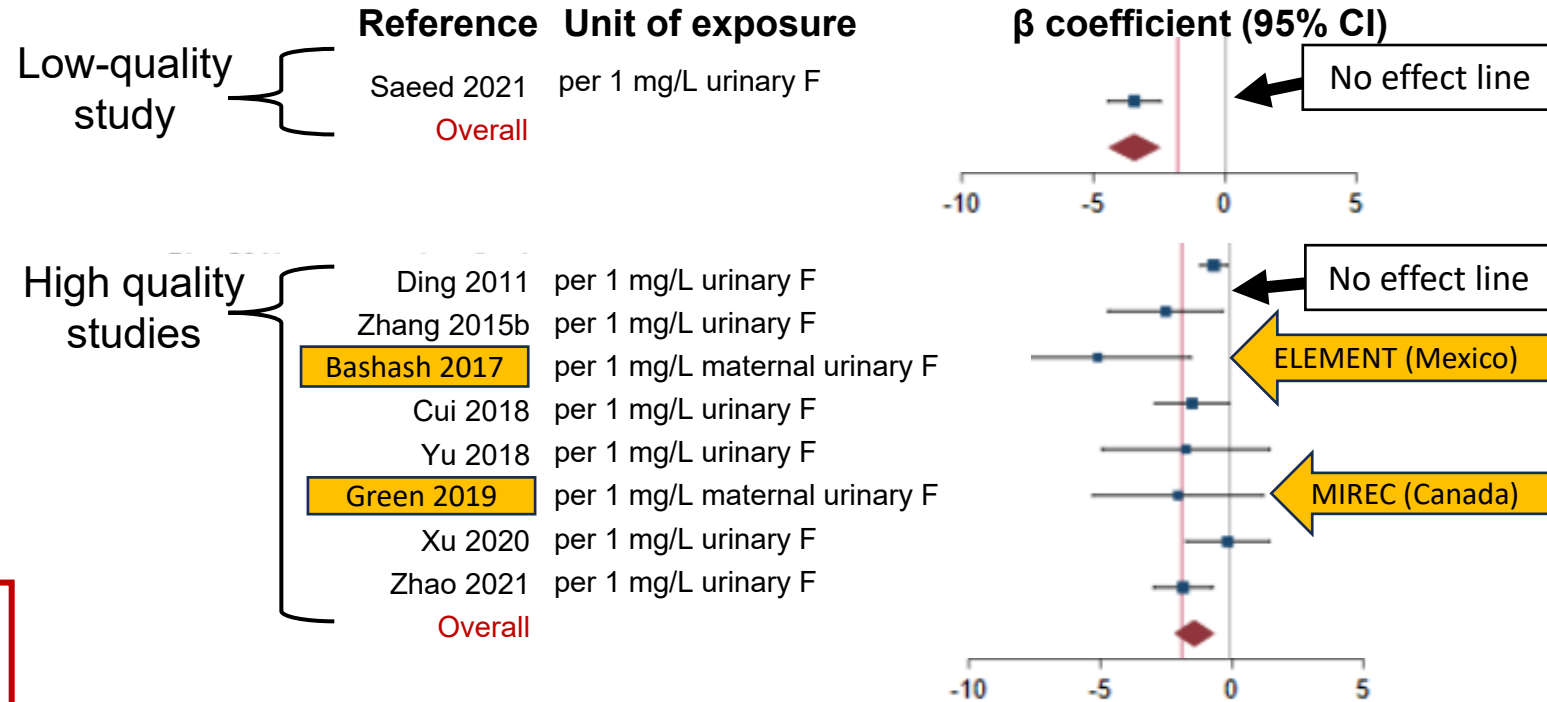 Reference Unit of exposure β coefficient (95% CI)
Low-quality
study
Saeed 2021 per 1 mg/L urinary F
Overall
No effect line
-10 -5 0 5
High quality
studies
Ding 2011 per 1 mg/L urinary F
No effect line
Zhang 2015b per 1 mg/L urinary F
Bashash 2017 per 1 mg/L maternal urinary F ELEMENT (Mexico)
Cui 2018 per 1 mg/L urinary F
Yu 2018 per 1 mg/L urinary F
Green 2019 per 1 mg/L maternal urinary F MIREC (Canada)
Xu 2020 per 1 mg/L urinary F
Zhao 2021 per 1 mg/L urinary F
Overall
-10 -5 0 5